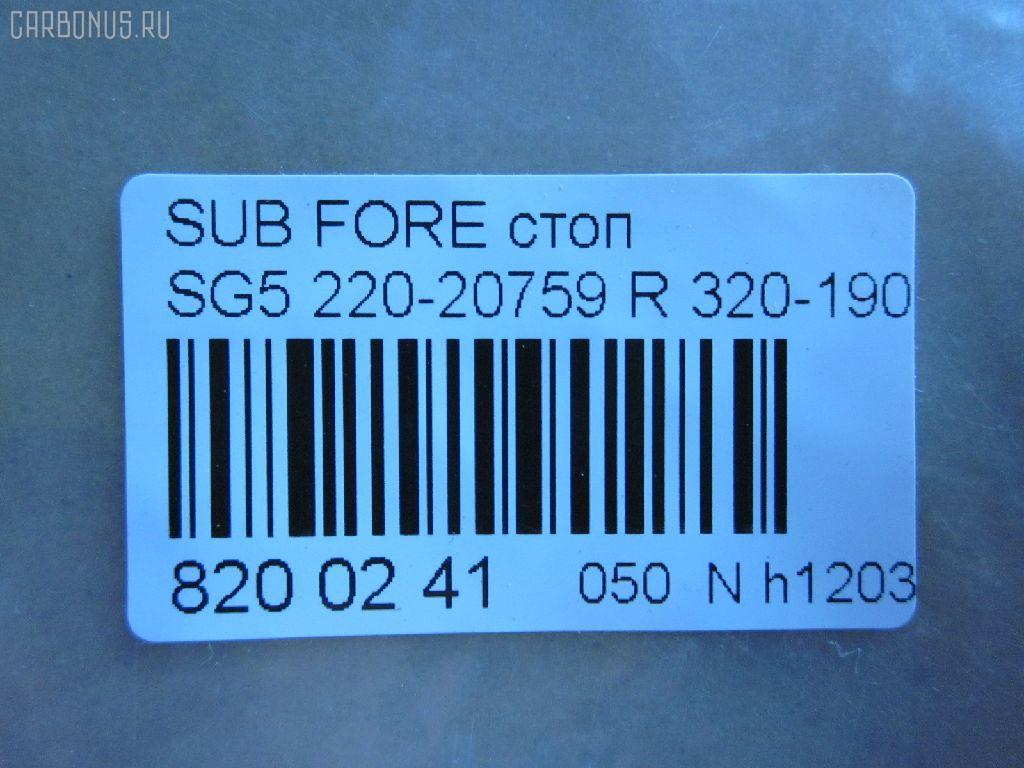 CARBONUS.RU
SUB FORE стоп
SG5 220-20759 R 320-190
820 02 41 050 N h1203